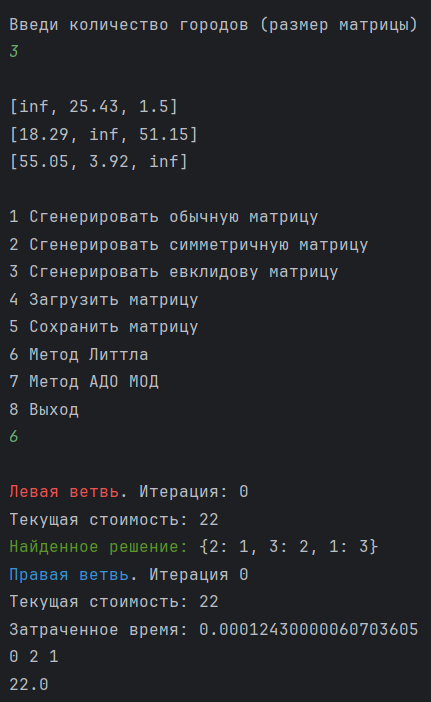 Введи количество городов (размер матрицы)
3
[inf, 25.43, 1.5]
[18.29, inf, 51.15]
[55.05, 3.92, inf]
1 Сгенерировать обычную матрицу
2 Сгенерировать симметричную матрицу
3 Сгенерировать евклидову матрицу
4 Загрузить матрицу
5 Сохранить матрицу
6 Метод Литтла
7 Метод АДО МОД
8 Выход
6
Левая ветвь. Итерация: 0
Текущая стоимость: 22
Найденное решение: {2: 1, 3: 2, 1: 3}
Правая ветвь. Итерация 0
Текущая стоимость: 22
Затраченное время: 0.00012430000060703605
0 2 1
22.0